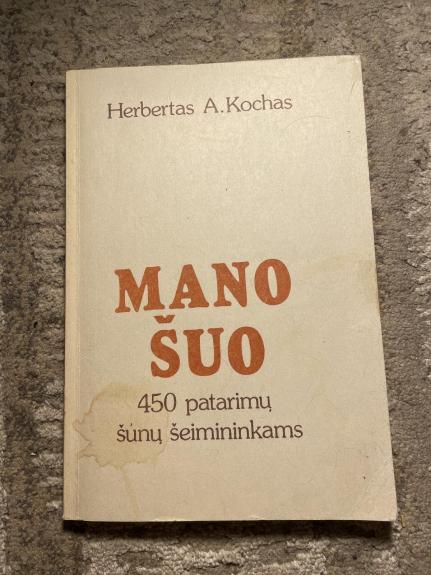 Herbertas A. Kochas
MANO
ŠUO
450 patarimų
šunų šeimininkams